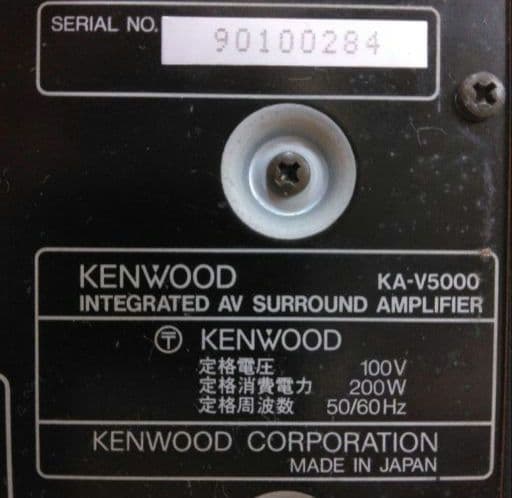 SERIAL NO. 90100284
KENWOOD KA-V5000
INTEGRATED AV SURROUND AMPLIFIER
〒 KENWOOD
定格電圧 100V
定格消費電力 200W
定格周波数 50/60Hz
KENWOOD CORPORATION
MADE IN JAPAN